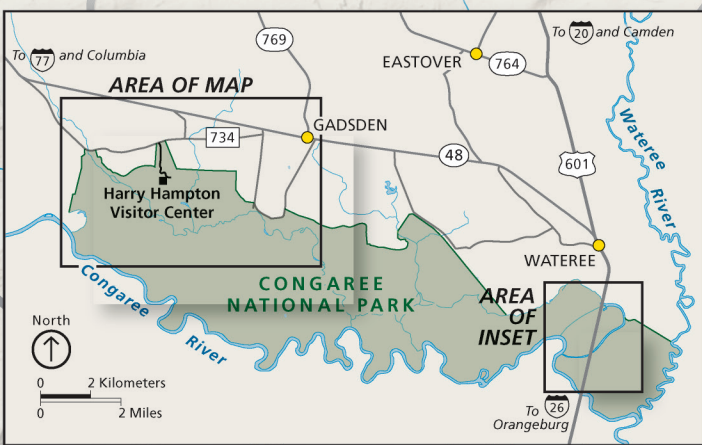 769
To 20 and Camden
To 77 and Columbia
EASTOVER
764
AREA OF MAP
GADSDEN
734
48
601
Wateree
River
Harry Hampton
Visitor Center
WATEREE
CONGAREE
NATIONAL PARK
Congaree
River
AREA
OF
INSET
North
0 2 Kilometers
0 2 Miles
To 26
Orangeburg